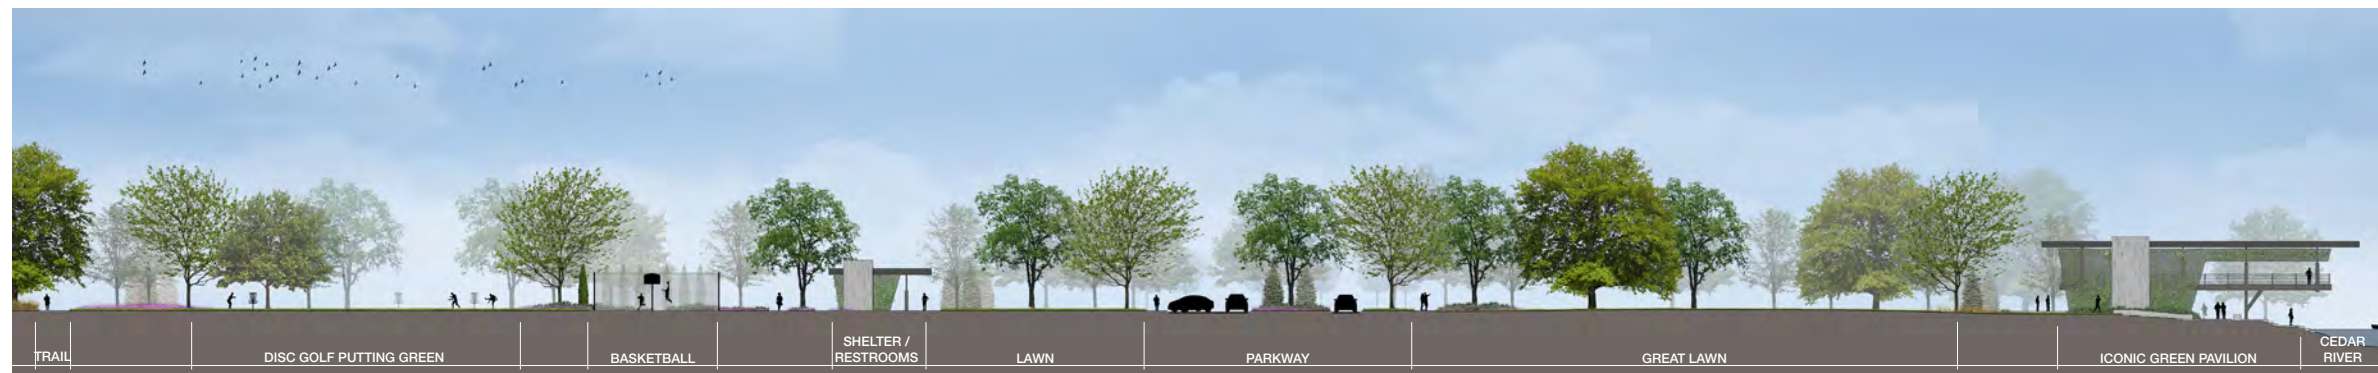 TRAIL
DISC GOLF PUTTING GREEN
BASKETBALL
SHELTER /
RESTROOMS
LAWN
PARKWAY
GREAT LAWN
ICONIC GREEN PAVILION
CEDAR
RIVER